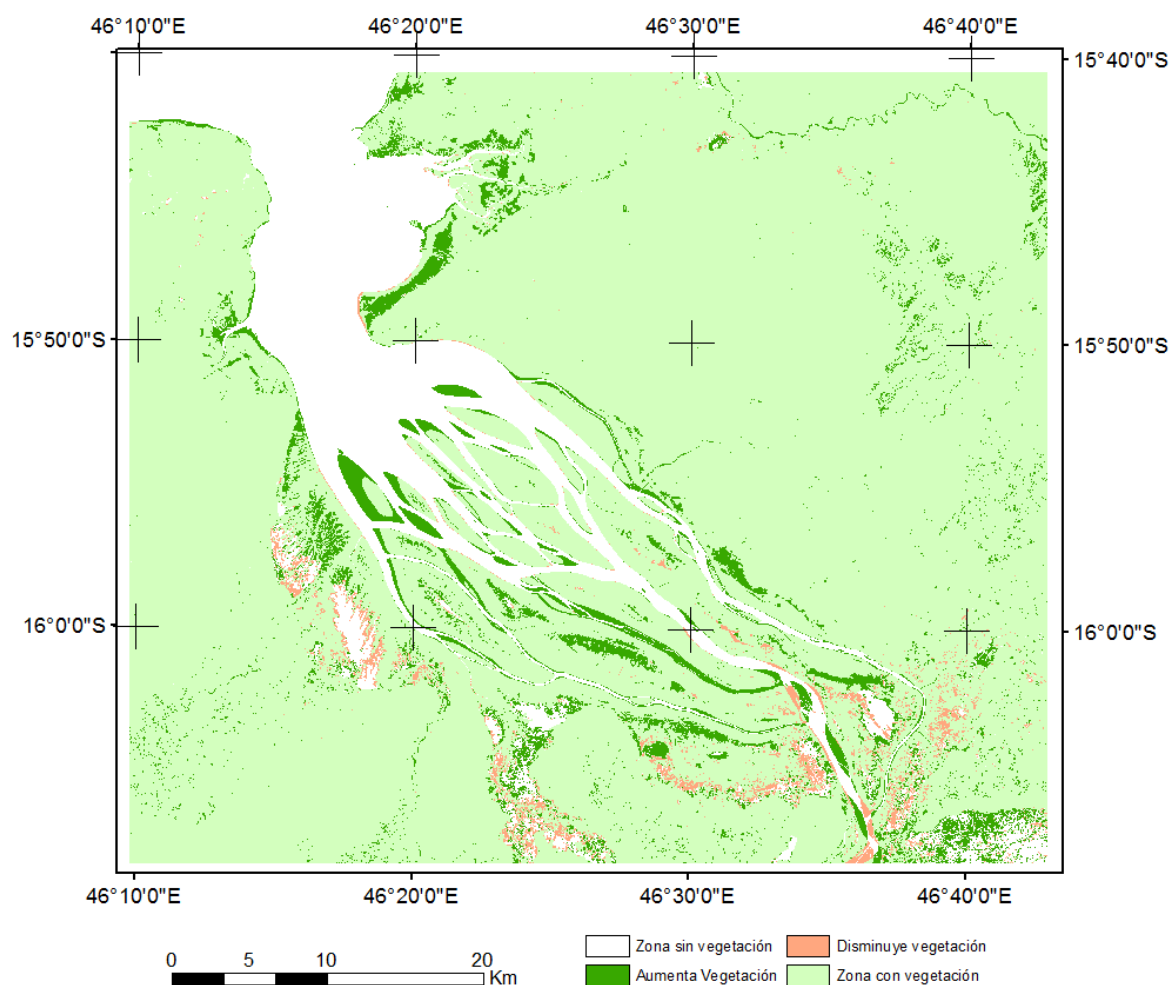 46°10'0"E 46°20'0"E 46°30'0"E 46°40'0"E
15°40'0"S
15°50'0"S 15°50'0"S
16°0'0"S 16°0'0"S
46°10'0"E 46°20'0"E 46°30'0"E 46°40'0"E
0 5 10 20
Km
Zona sin vegetación Disminuye vegetación
Aumenta Vegetación Zona con vegetación